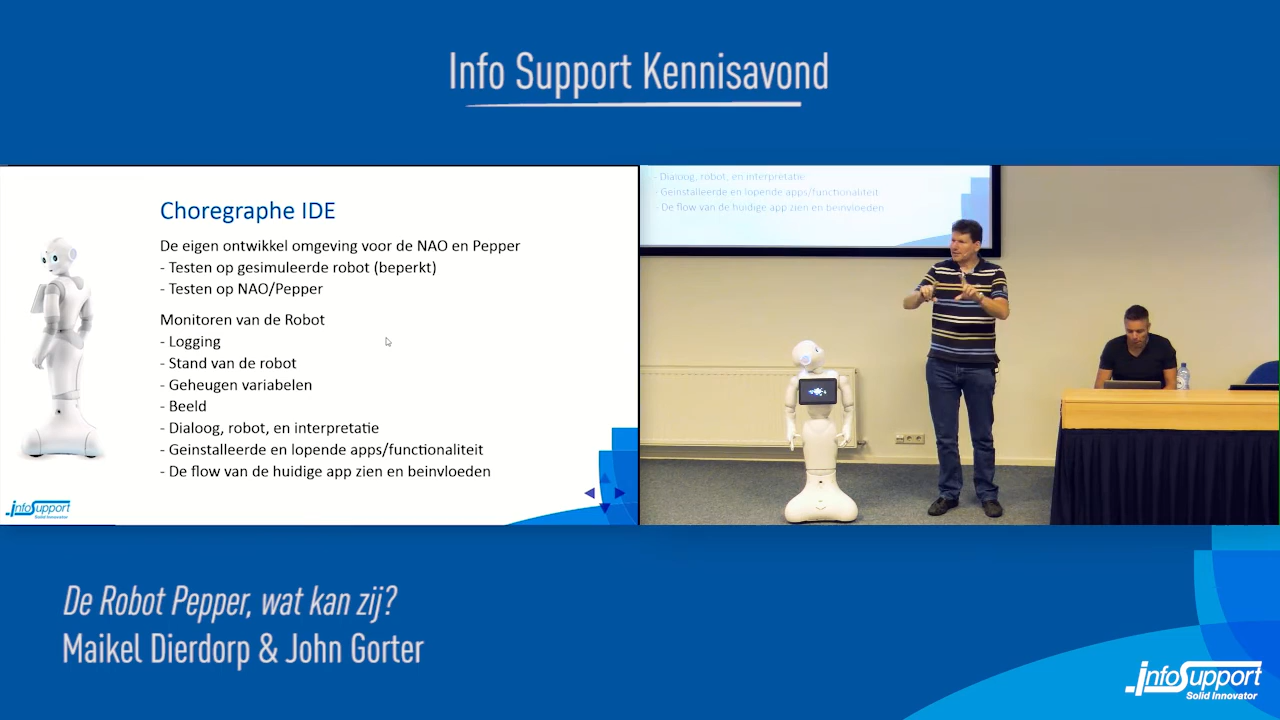 Info Support Kennisavond
Choregraphe IDE
De eigen ontwikkel omgeving voor de NAO en Pepper
- Testen op gesimuleerde robot (beperkt)
- Testen op NAO/Pepper
Monitoren van de Robot
- Logging
- Stand van de robot
- Geheugen variabelen
- Beeld
- Dialoog, robot, en interpretatie
- Geinstalleerde en lopende apps/functionaliteit
- De flow van de huidige app zien en beinvloeden
infoSupport
Solid Innovator
- Dialoog, robot, en interpretatie
- Geinstalleerde en lopende apps/functionaliteit
- De flow van de huidige app zien en beinvloeden
De Robot Pepper, wat kan zij?
Maikel Dierdorp & John Gorter
infoSupport
Solid Innovator